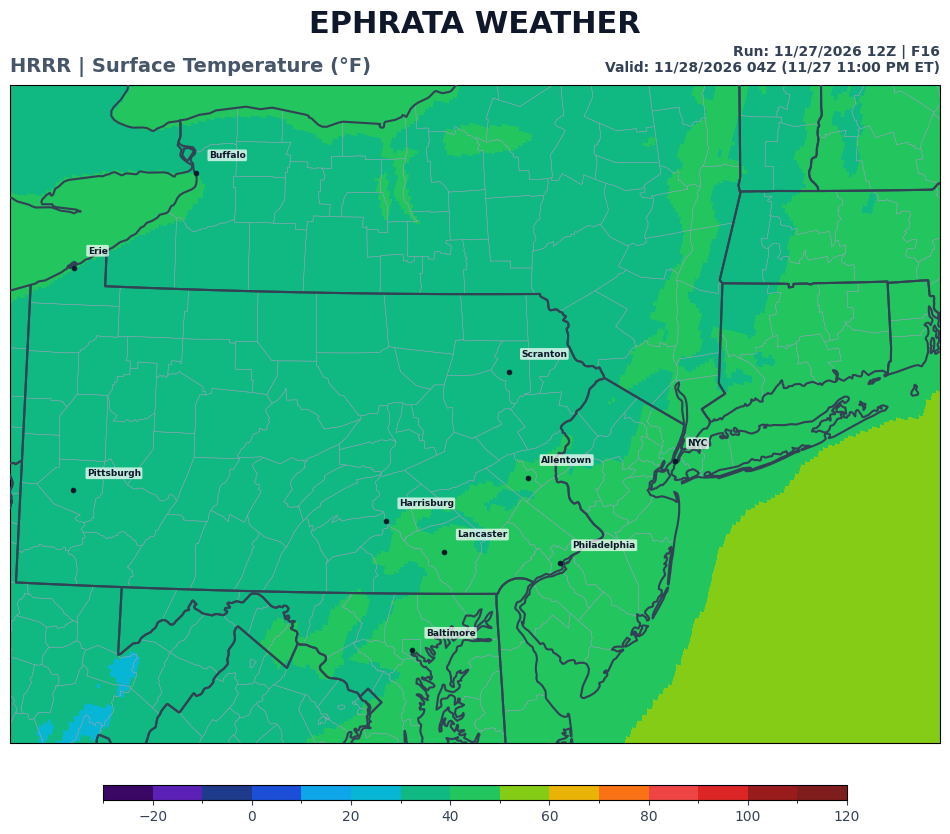 EPHRATA WEATHER
HRRR | Surface Temperature (°F)
Run: 11/27/2026 12Z | F16
Valid: 11/28/2026 04Z (11/27 11:00 PM ET)
Buffalo
Erie
Scranton
NYC
Allentown
Pittsburgh
Harrisburg
Lancaster
Philadelphia
Baltimore
−20 0 20 40 60 80 100 120